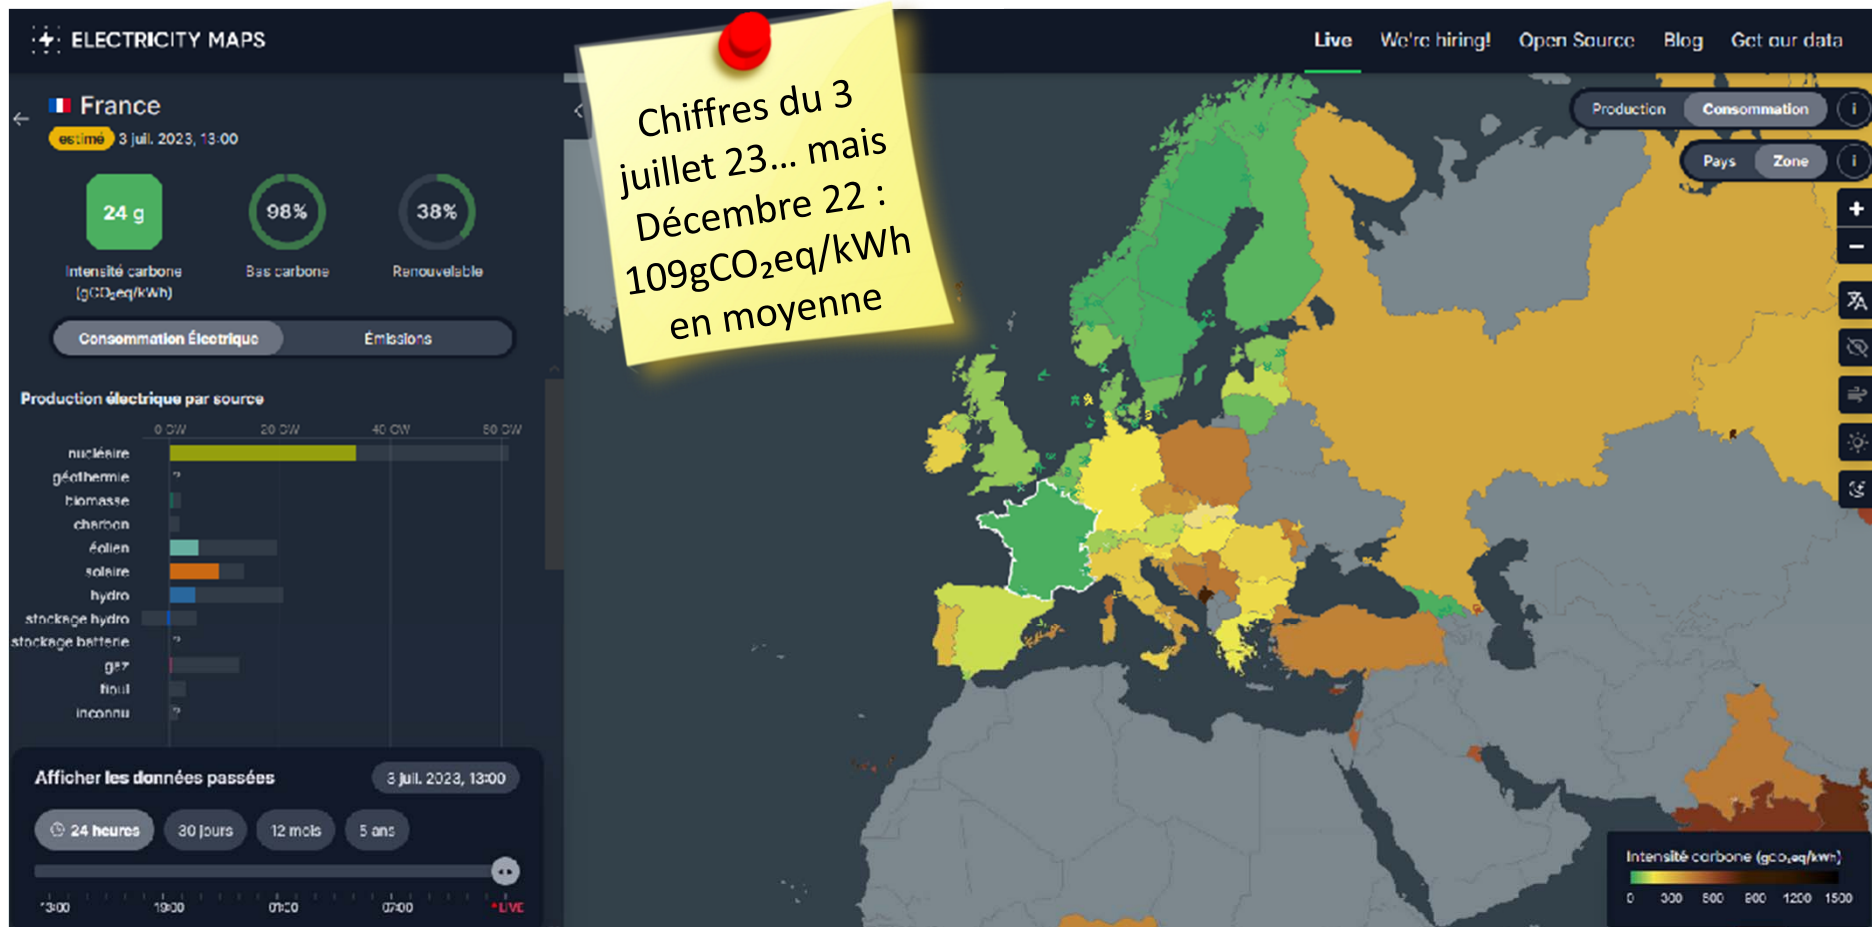 ELECTRICITY MAPS
Live We're hiring! Open Source Blog Get our data
France
estimé 3 juil. 2023, 13:00
24 g 98% 38%
Intensité carbone Bas carbone Renouvelable
(gCO₂eq/kWh)
Consommation Électrique Émissions
Production électrique par source
0 GW 20 GW 40 GW 60 GW
nucléaire
géothermie ?
biomasse
charbon
éolien
solaire
hydro
stockage hydro
stockage batterie ?
gaz
fioul
inconnu ?
Afficher les données passées 3 juil. 2023, 13:00
24 heures 30 jours 12 mois 5 ans
13:00 19:00 01:00 07:00 LIVE
Chiffres du 3
juillet 23... mais
Décembre 22 :
109gCO₂eq/kWh
en moyenne
Production Consommation i
Pays Zone i
+
−
Intensité carbone (gCO₂eq/kWh)
0 300 600 900 1200 1500